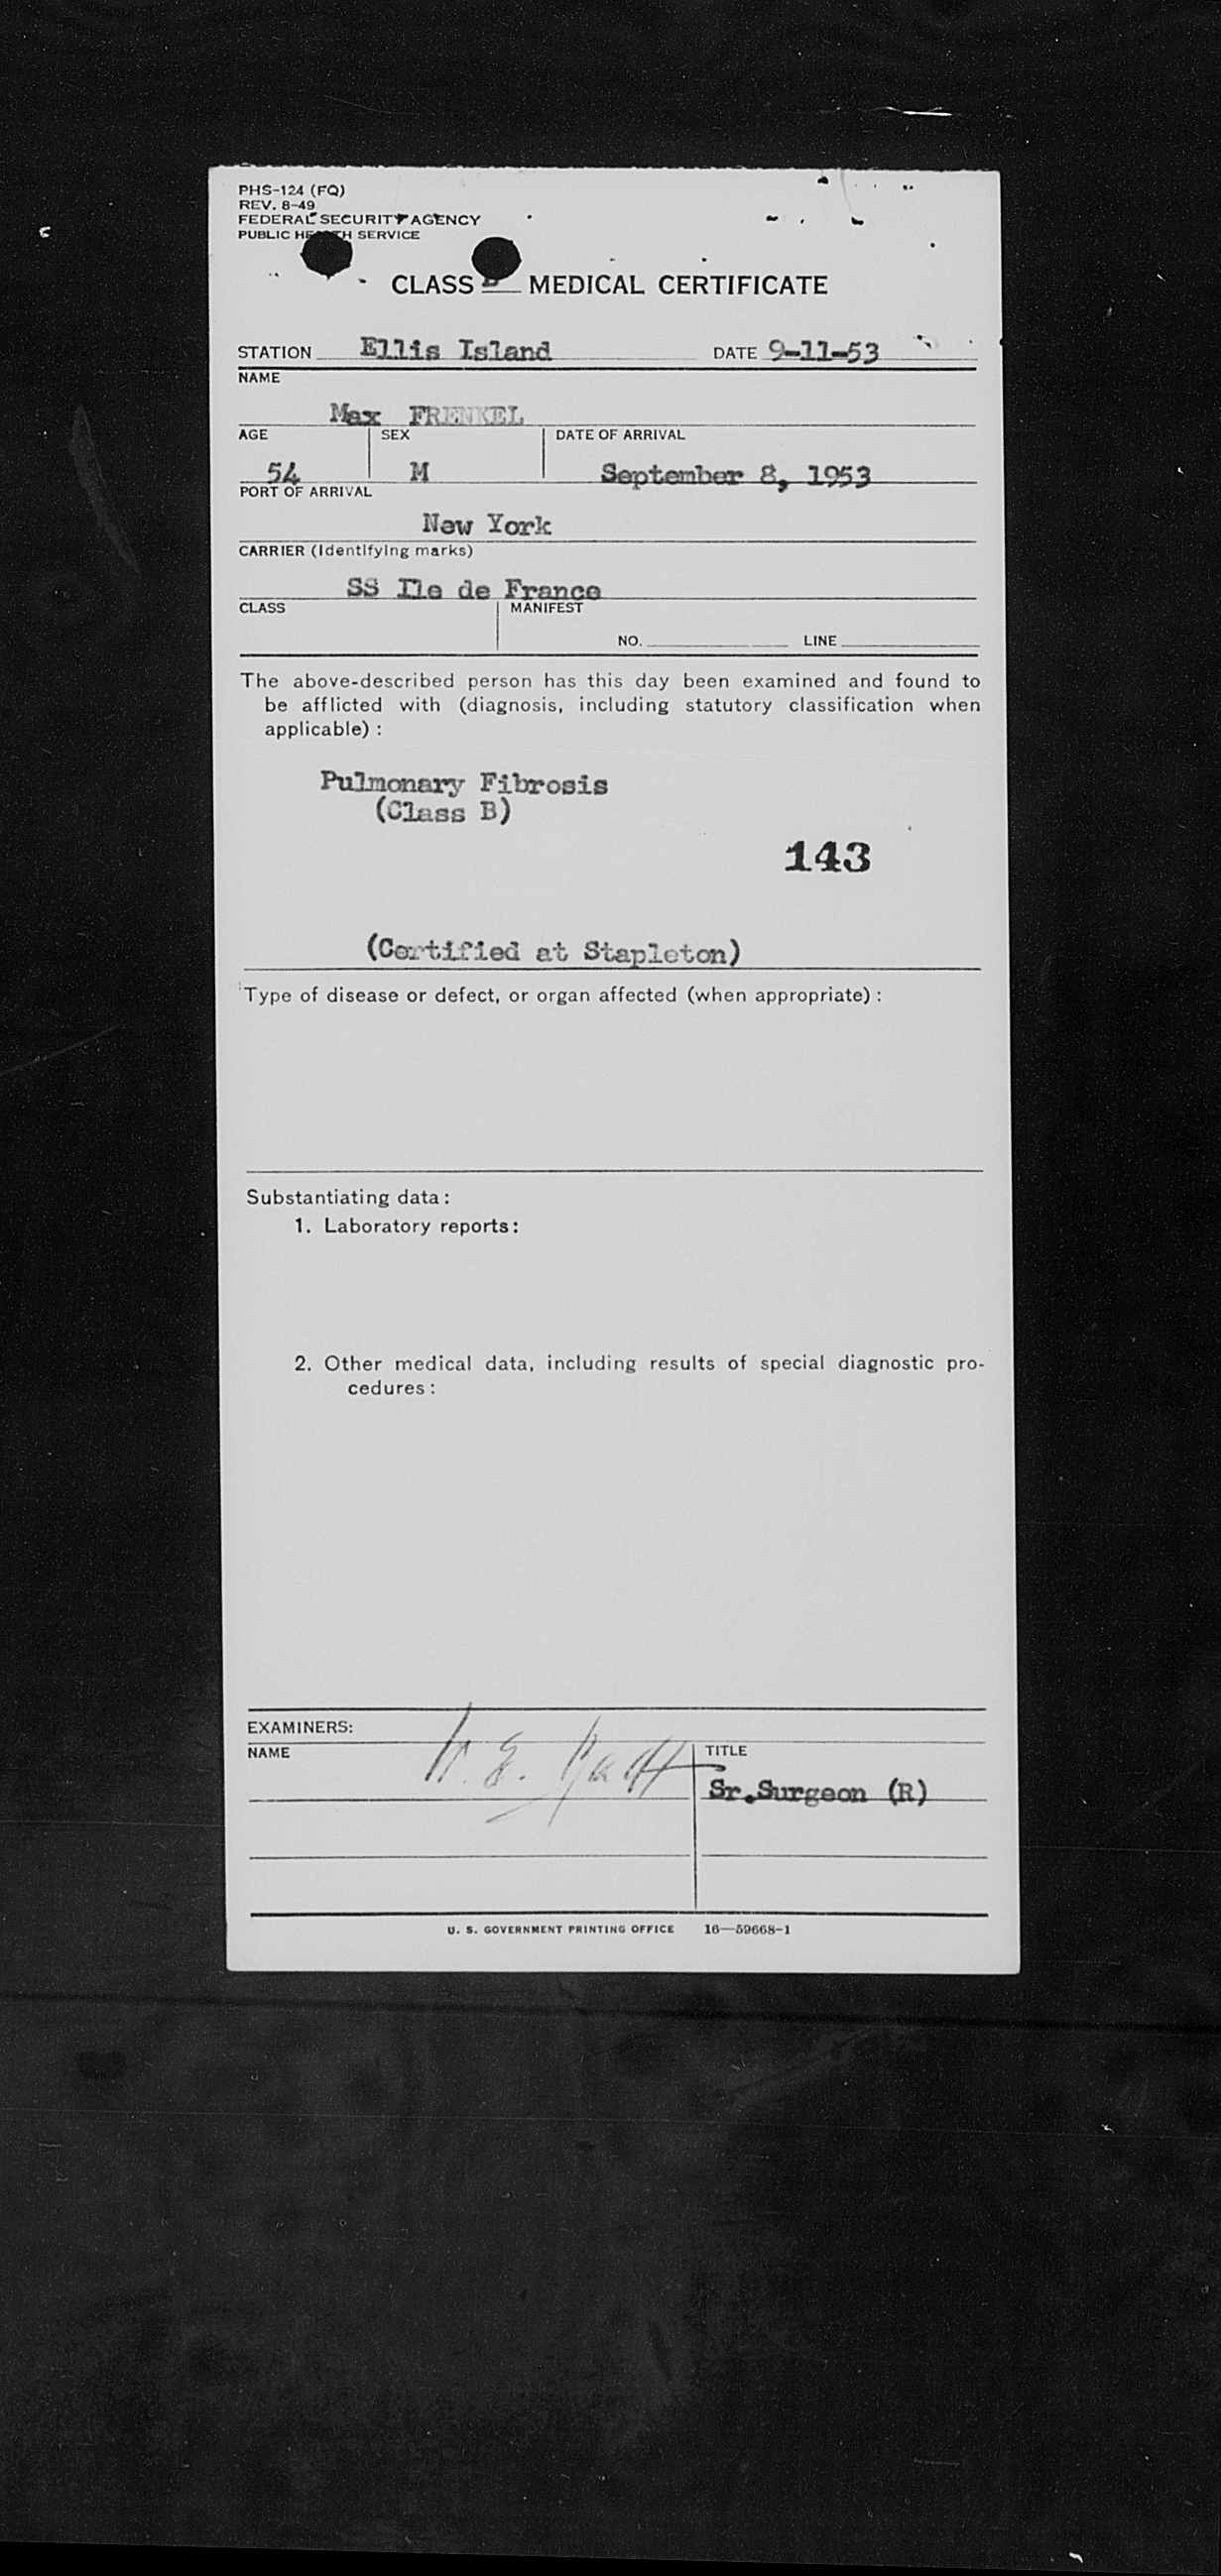 PHS-124 (FQ)
REV. 8-49
FEDERAL SECURITY AGENCY
PUBLIC HEALTH SERVICE
CLASS B MEDICAL CERTIFICATE
STATION Ellis Island DATE 9-11-53
NAME
Max FRENKEL
AGE SEX DATE OF ARRIVAL
54 M September 8, 1953
PORT OF ARRIVAL
New York
CARRIER (Identifying marks)
SS Ile de France
CLASS MANIFEST
NO. LINE
The above-described person has this day been examined and found to
be afflicted with (diagnosis, including statutory classification when
applicable):
Pulmonary Fibrosis
(Class B)
143
(Certified at Stapleton)
Type of disease or defect, or organ affected (when appropriate):
Substantiating data:
1. Laboratory reports:
2. Other medical data, including results of special diagnostic pro-
cedures:
EXAMINERS:
NAME TITLE
Sr.Surgeon (R)
U. S. GOVERNMENT PRINTING OFFICE 16—59668-1